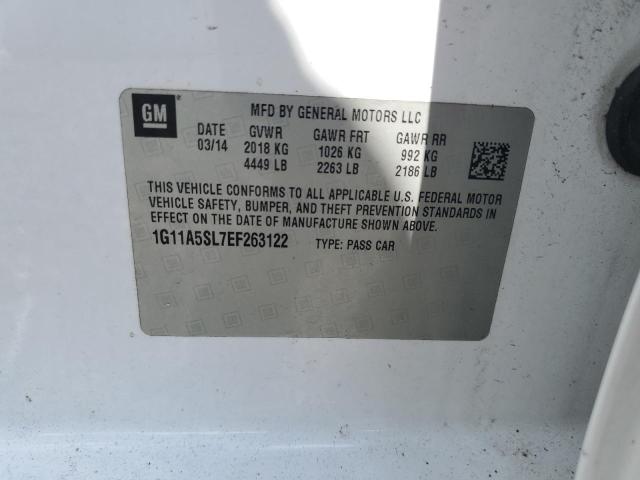 GM
MFD BY GENERAL MOTORS LLC
DATE GVWR GAWR FRT GAWR RR
03/14 2018 KG 1026 KG 992 KG
4449 LB 2263 LB 2186 LB
THIS VEHICLE CONFORMS TO ALL APPLICABLE U.S. FEDERAL MOTOR
VEHICLE SAFETY, BUMPER, AND THEFT PREVENTION STANDARDS IN
EFFECT ON THE DATE OF MANUFACTURE SHOWN ABOVE.
1G11A5SL7EF263122 TYPE: PASS CAR